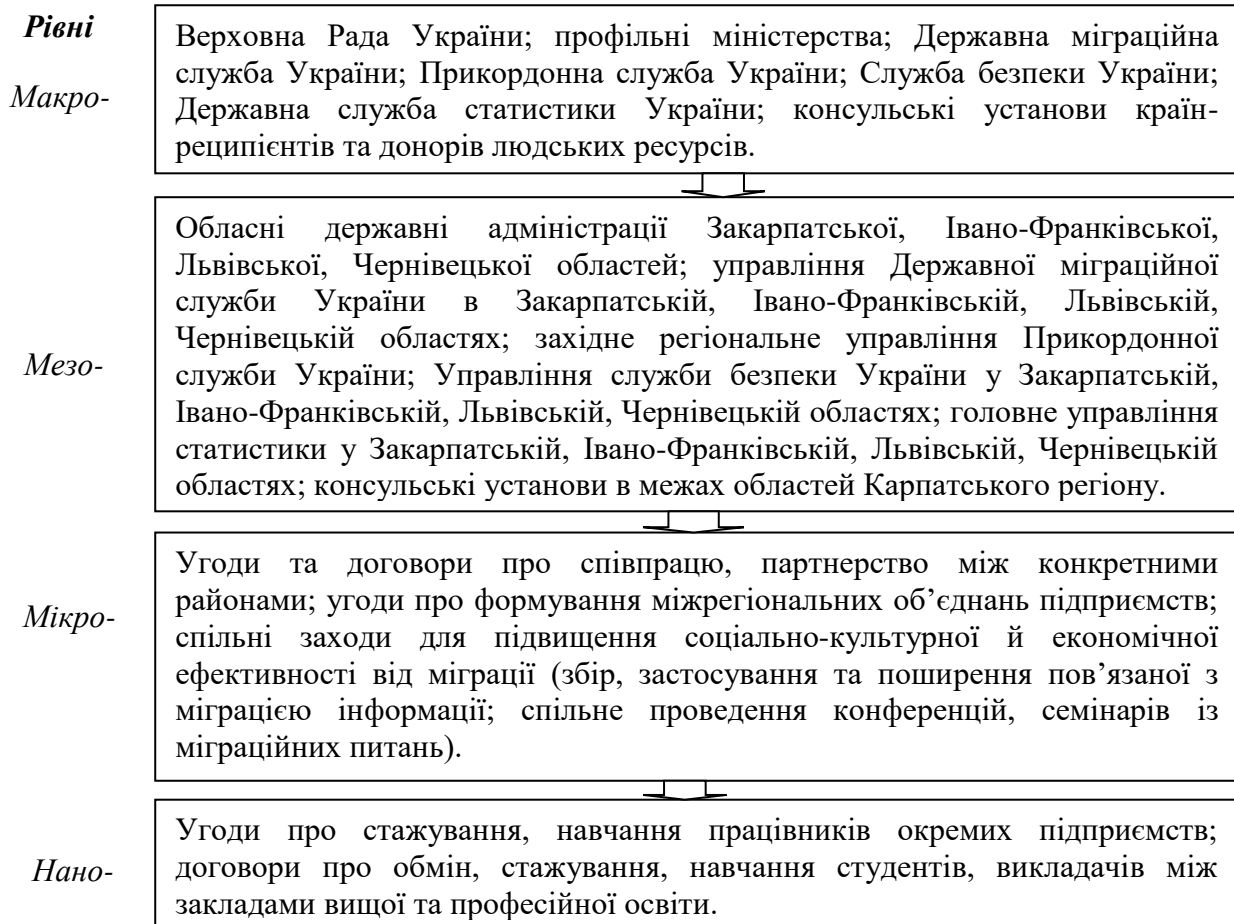 Рівні
Макро-
Верховна Рада України; профільні міністерства; Державна міграційна
служба України; Прикордонна служба України; Служба безпеки України;
Державна служба статистики України; консульські установи країн-
реципієнтів та донорів людських ресурсів.
Мезо-
Обласні державні адміністрації Закарпатської, Івано-Франківської,
Львівської, Чернівецької областей; управління Державної міграційної
служби України в Закарпатській, Івано-Франківській, Львівській,
Чернівецькій областях; західне регіональне управління Прикордонної
служби України; Управління служби безпеки України у Закарпатській,
Івано-Франківській, Львівській, Чернівецькій областях; головне управління
статистики у Закарпатській, Івано-Франківській, Львівській, Чернівецькій
областях; консульські установи в межах областей Карпатського регіону.
Мікро-
Угоди та договори про співпрацю, партнерство між конкретними
районами; угоди про формування міжрегіональних об’єднань підприємств;
спільні заходи для підвищення соціально-культурної й економічної
ефективності від міграції (збір, застосування та поширення пов’язаної з
міграцією інформації; спільне проведення конференцій, семінарів із
міграційних питань).
Нано-
Угоди про стажування, навчання працівників окремих підприємств;
договори про обмін, стажування, навчання студентів, викладачів між
закладами вищої та професійної освіти.